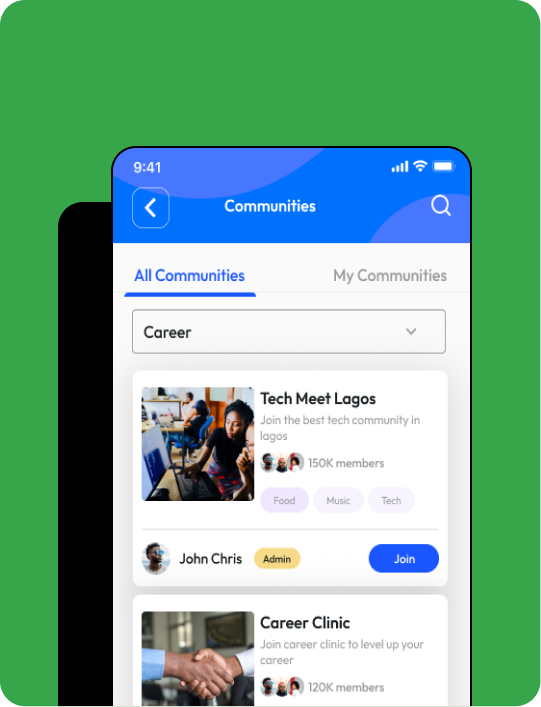 9:41
Communities
All Communities
My Communities
Career
Tech Meet Lagos
Join the best tech community in
lagos
150K members
Food
Music
Tech
John Chris
Admin
Join
Career Clinic
Join career clinic to level up your
career
120K members